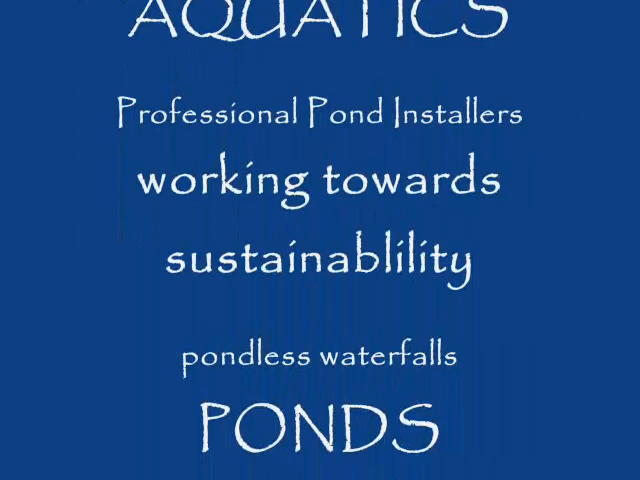 AQUATICS
Professional Pond Installers
working towards
sustainablility
pondless waterfalls
PONDS